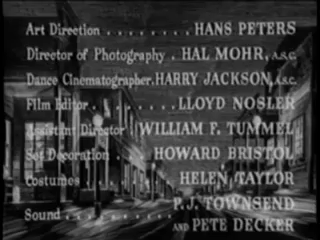 Art Direction . . . . . . . . HANS PETERS
Director of Photography . HAL MOHR, A.S.C.
Dance Cinematographer. HARRY JACKSON, A.S.C.
Film Editor . . . . . . . . LLOYD NOSLER
Assistant Director . WILLIAM F. TUMMEL
Set Decoration . . . . HOWARD BRISTOL
Costumes . . . . . . . . HELEN TAYLOR
Sound . . . . . . . . . . . P.J. TOWNSEND
AND PETE DECKER